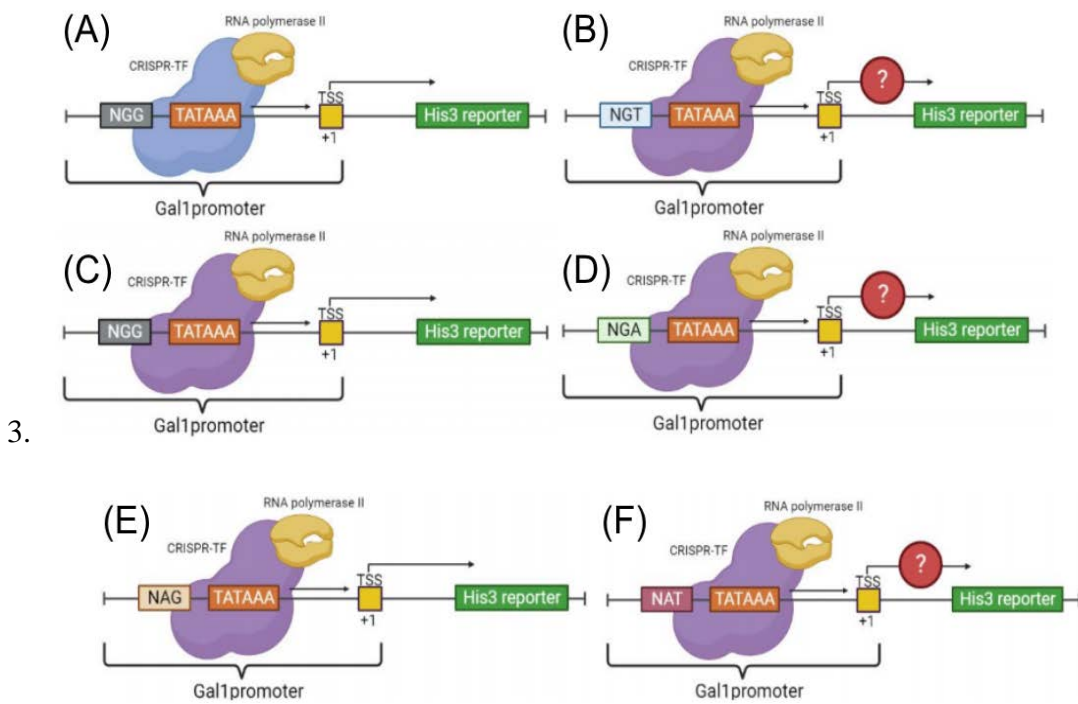 (A)
RNA polymerase II
CRISPR-TF
NGG TATAAA TSS His3 reporter
+1
Gal1promoter
(B)
RNA polymerase II
CRISPR-TF
?
NGT TATAAA TSS His3 reporter
+1
Gal1promoter
(C)
RNA polymerase II
CRISPR-TF
NGG TATAAA TSS His3 reporter
+1
Gal1promoter
(D)
RNA polymerase II
CRISPR-TF
?
NGA TATAAA TSS His3 reporter
+1
Gal1promoter
3.
(E)
RNA polymerase II
CRISPR-TF
NAG TATAAA TSS His3 reporter
+1
Gal1promoter
(F)
RNA polymerase II
CRISPR-TF
?
NAT TATAAA TSS His3 reporter
+1
Gal1promoter